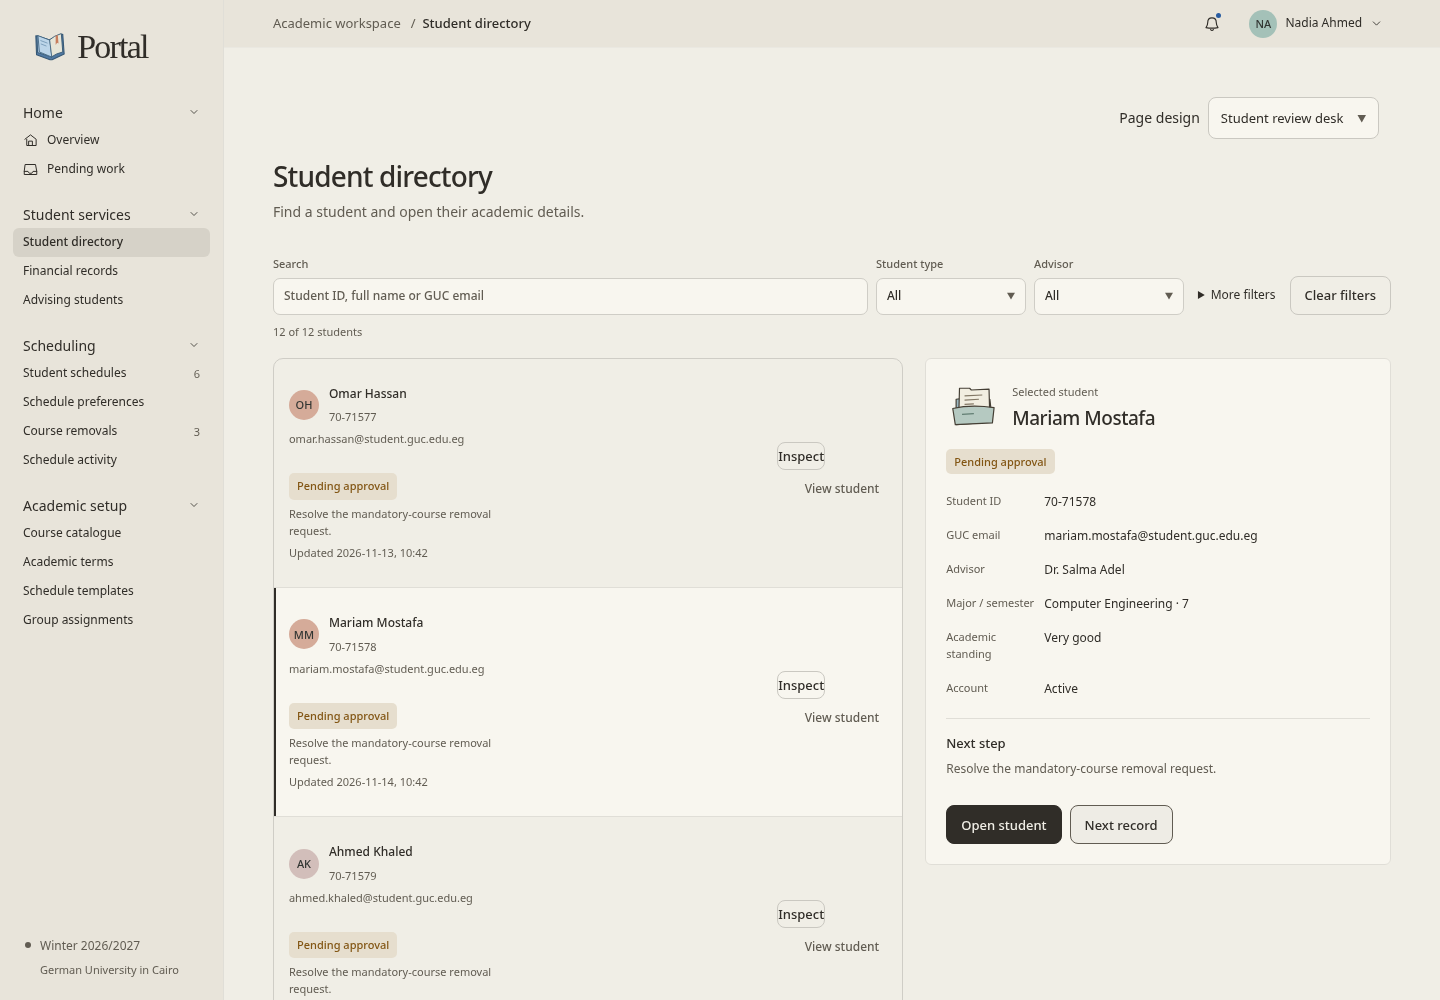 Portal
Home
Overview
Pending work
Student services
Student directory
Financial records
Advising students
Scheduling
Student schedules 6
Schedule preferences
Course removals 3
Schedule activity
Academic setup
Course catalogue
Academic terms
Schedule templates
Group assignments
Winter 2026/2027
German University in Cairo
Academic workspace / Student directory
NA Nadia Ahmed
Page design Student review desk
Student directory
Find a student and open their academic details.
Search Student type Advisor
Student ID, full name or GUC email All All More filters Clear filters
12 of 12 students
OH Omar Hassan
70-71577
omar.hassan@student.guc.edu.eg
Inspect
Pending approval
View student
Resolve the mandatory-course removal
request.
Updated 2026-11-13, 10:42
MM Mariam Mostafa
70-71578
mariam.mostafa@student.guc.edu.eg
Inspect
Pending approval
View student
Resolve the mandatory-course removal
request.
Updated 2026-11-14, 10:42
AK Ahmed Khaled
70-71579
ahmed.khaled@student.guc.edu.eg
Inspect
Pending approval
View student
Resolve the mandatory-course removal
request.
Selected student
Mariam Mostafa
Pending approval
Student ID 70-71578
GUC email mariam.mostafa@student.guc.edu.eg
Advisor Dr. Salma Adel
Major / semester Computer Engineering · 7
Academic Very good
standing
Account Active
Next step
Resolve the mandatory-course removal request.
Open student Next record